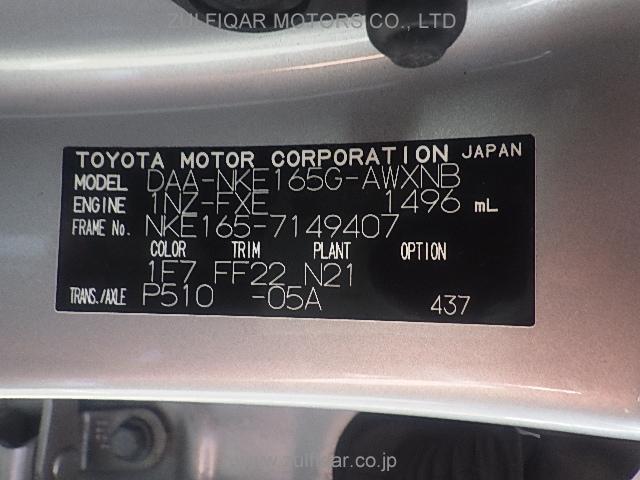 ZULFIQAR MOTORS CO., LTD.
TOYOTA MOTOR CORPORATION JAPAN
MODEL DAA-NKE165G-AWXNB
ENGINE 1NZ-FXE 1496 mL
FRAME No. NKE165-7149407
COLOR TRIM PLANT OPTION
1F7 FF22 N21
TRANS./AXLE P510 -05A 437
www.zulfiqar.co.jp